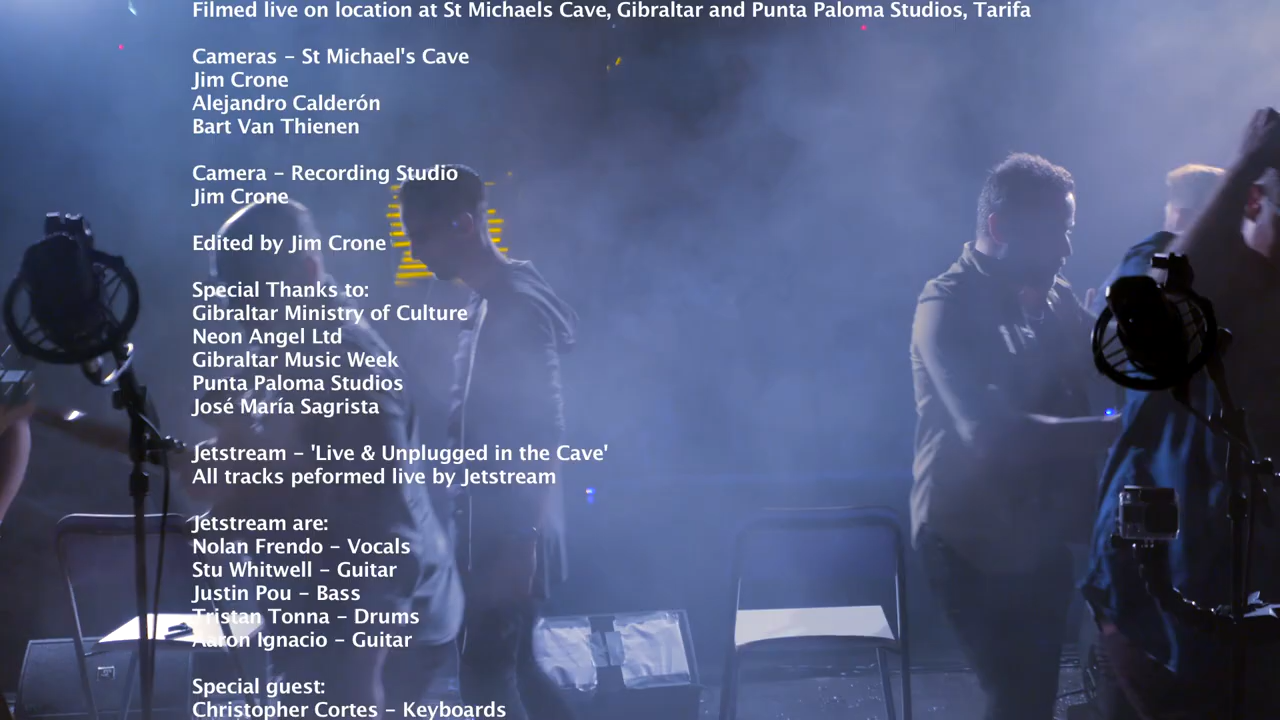 Filmed live on location at St Michaels Cave, Gibraltar and Punta Paloma Studios, Tarifa
Cameras – St Michael's Cave
Jim Crone
Alejandro Calderón
Bart Van Thienen
Camera – Recording Studio
Jim Crone
Edited by Jim Crone
Special Thanks to:
Gibraltar Ministry of Culture
Neon Angel Ltd
Gibraltar Music Week
Punta Paloma Studios
José María Sagrista
Jetstream – 'Live & Unplugged in the Cave'
All tracks peformed live by Jetstream
Jetstream are:
Nolan Frendo – Vocals
Stu Whitwell – Guitar
Justin Pou – Bass
Tristan Tonna – Drums
Aaron Ignacio – Guitar
Special guest:
Christopher Cortes – Keyboards